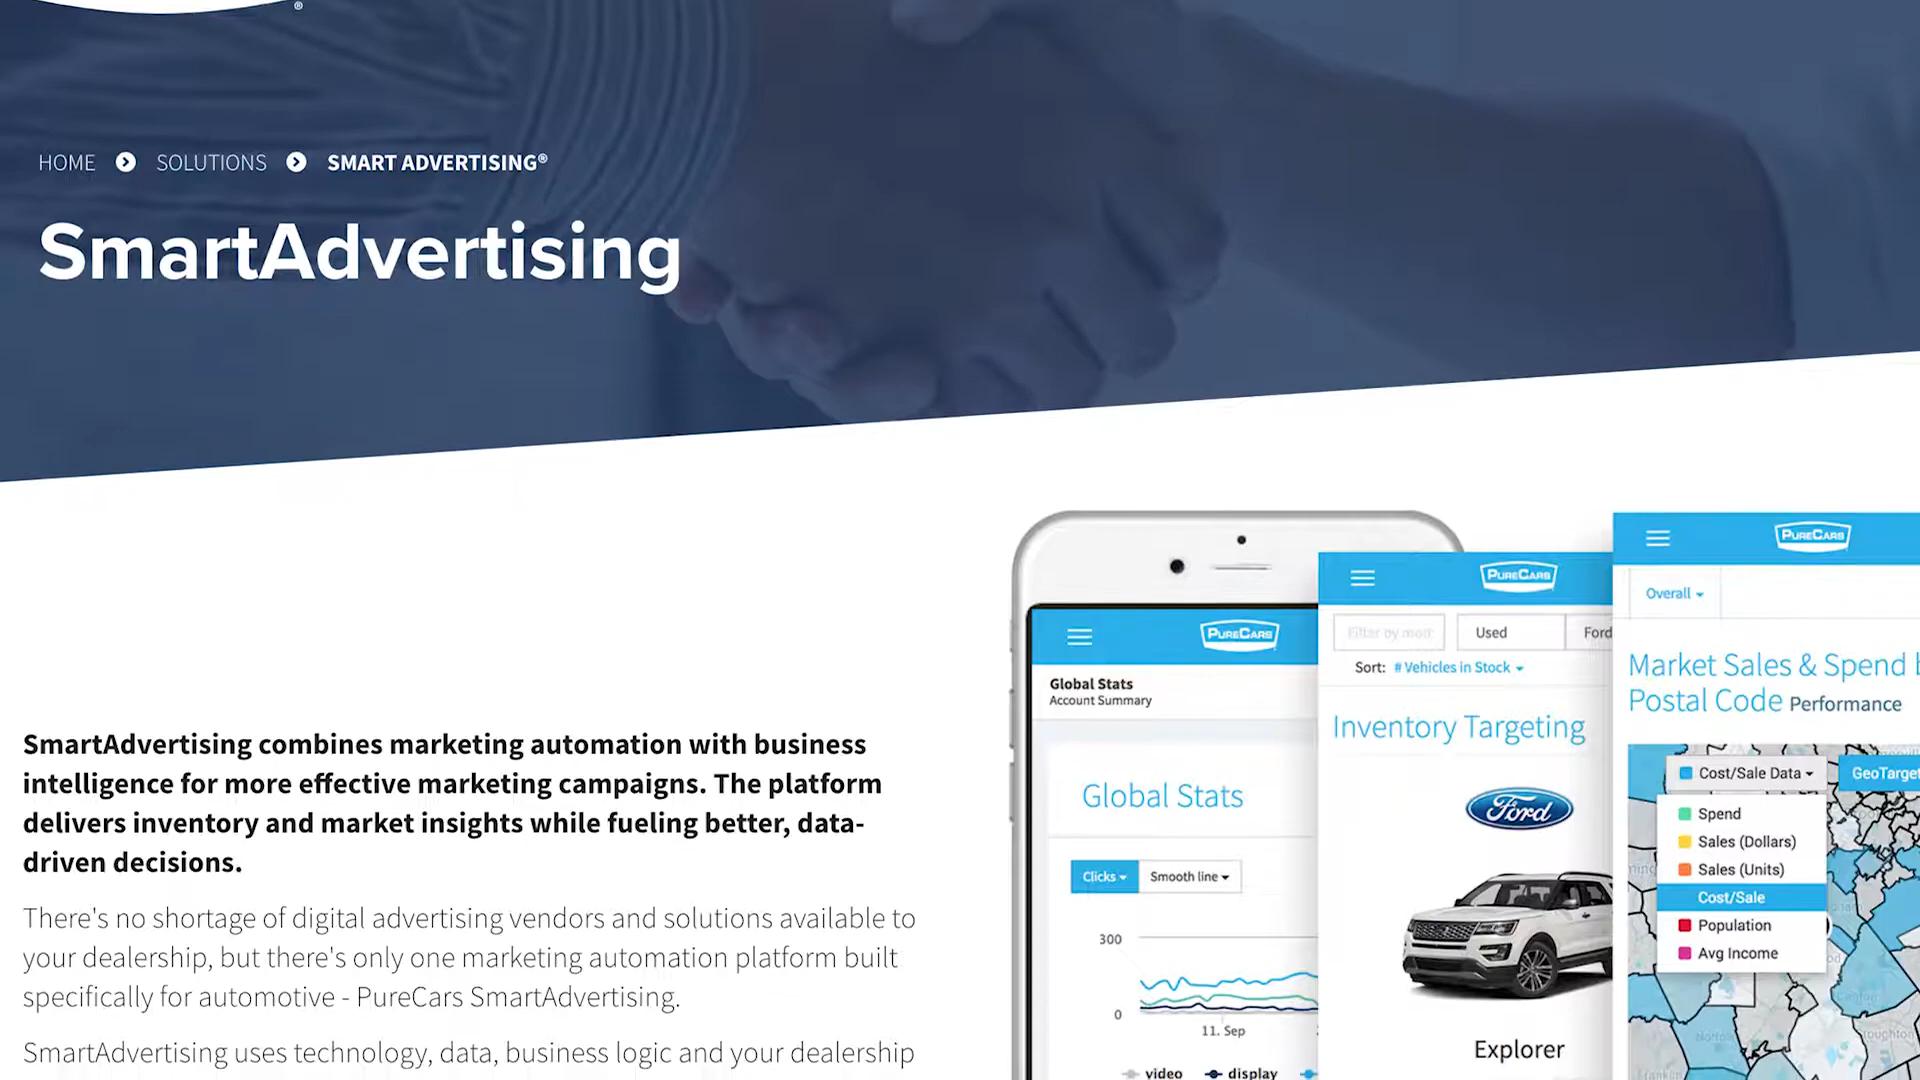 ®
HOME SOLUTIONS SMART ADVERTISING®
SmartAdvertising
SmartAdvertising combines marketing automation with business
intelligence for more effective marketing campaigns. The platform
delivers inventory and market insights while fueling better, data-
driven decisions.
There's no shortage of digital advertising vendors and solutions available to
your dealership, but there's only one marketing automation platform built
specifically for automotive - PureCars SmartAdvertising.
SmartAdvertising uses technology, data, business logic and your dealership
PURECARS
Global Stats
Account Summary
Global Stats
Clicks Smooth line
300
0
11. Sep
video display
PURECARS
Filter by mod
Used
Ford
Sort: # Vehicles in Stock
Inventory Targeting
Ford
Explorer
PURECARS
Overall
Market Sales & Spend b
Postal Code Performance
Cost/Sale Data
GeoTarget
Spend
Sales (Dollars)
Sales (Units)
Cost/Sale
Population
Avg Income